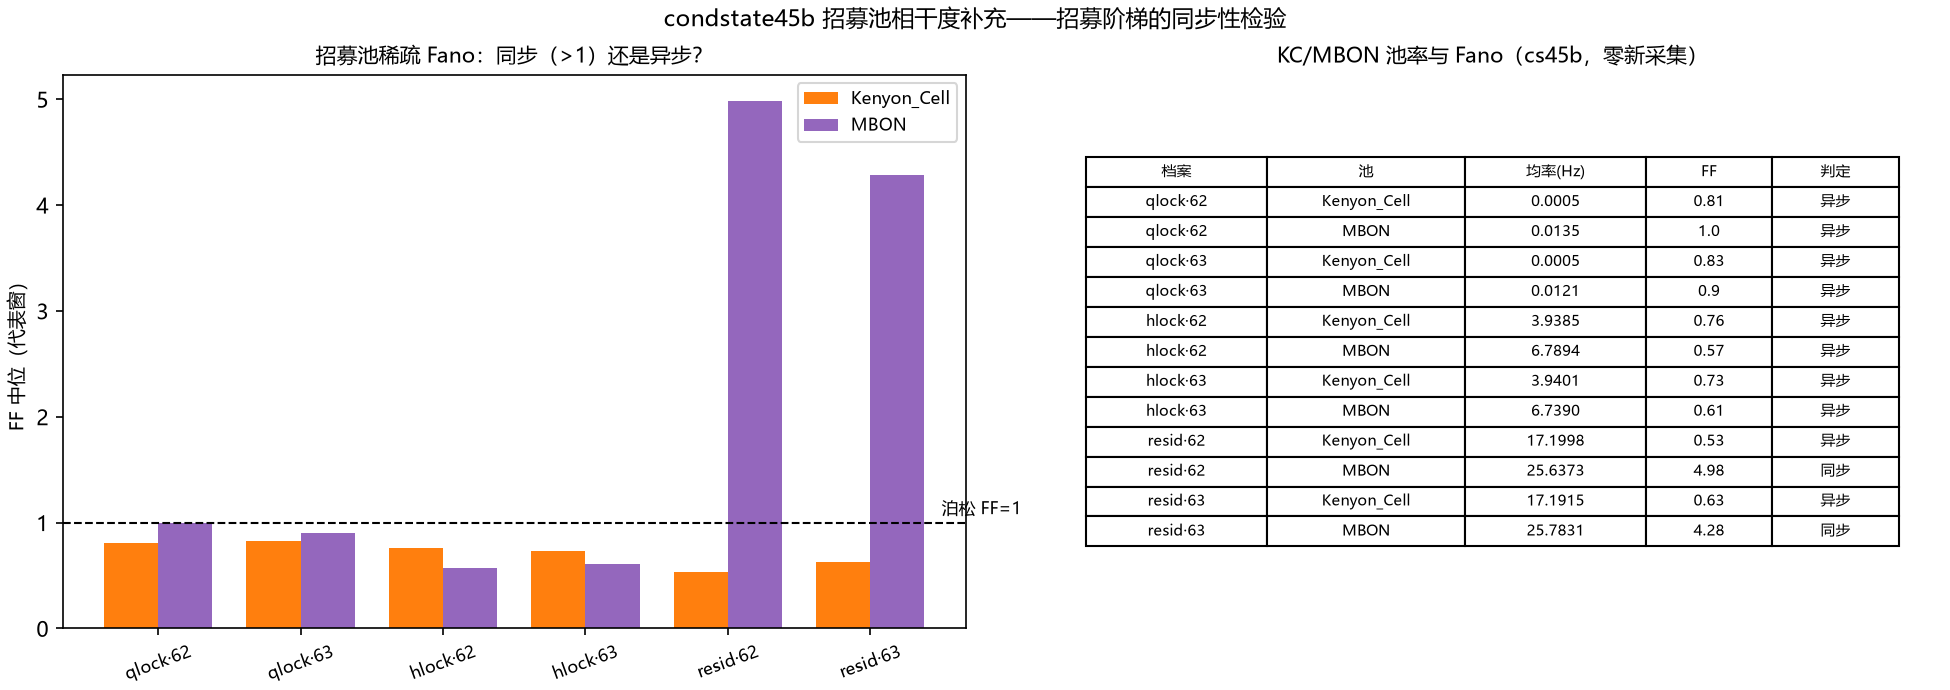 condstate45b 招募池相干度补充——招募阶梯的同步性检验
招募池稀疏 Fano：同步（>1）还是异步？
FF 中位（代表窗）
5
4
3
2
1
0
Kenyon_Cell
MBON
泊松 FF=1
qlock·62
qlock·63
hlock·62
hlock·63
resid·62
resid·63
KC/MBON 池率与 Fano（cs45b，零新采集）
档案 池 均率(Hz) FF 判定
qlock·62 Kenyon_Cell 0.0005 0.81 异步
qlock·62 MBON 0.0135 1.0 异步
qlock·63 Kenyon_Cell 0.0005 0.83 异步
qlock·63 MBON 0.0121 0.9 异步
hlock·62 Kenyon_Cell 3.9385 0.76 异步
hlock·62 MBON 6.7894 0.57 异步
hlock·63 Kenyon_Cell 3.9401 0.73 异步
hlock·63 MBON 6.7390 0.61 异步
resid·62 Kenyon_Cell 17.1998 0.53 异步
resid·62 MBON 25.6373 4.98 同步
resid·63 Kenyon_Cell 17.1915 0.63 异步
resid·63 MBON 25.7831 4.28 同步